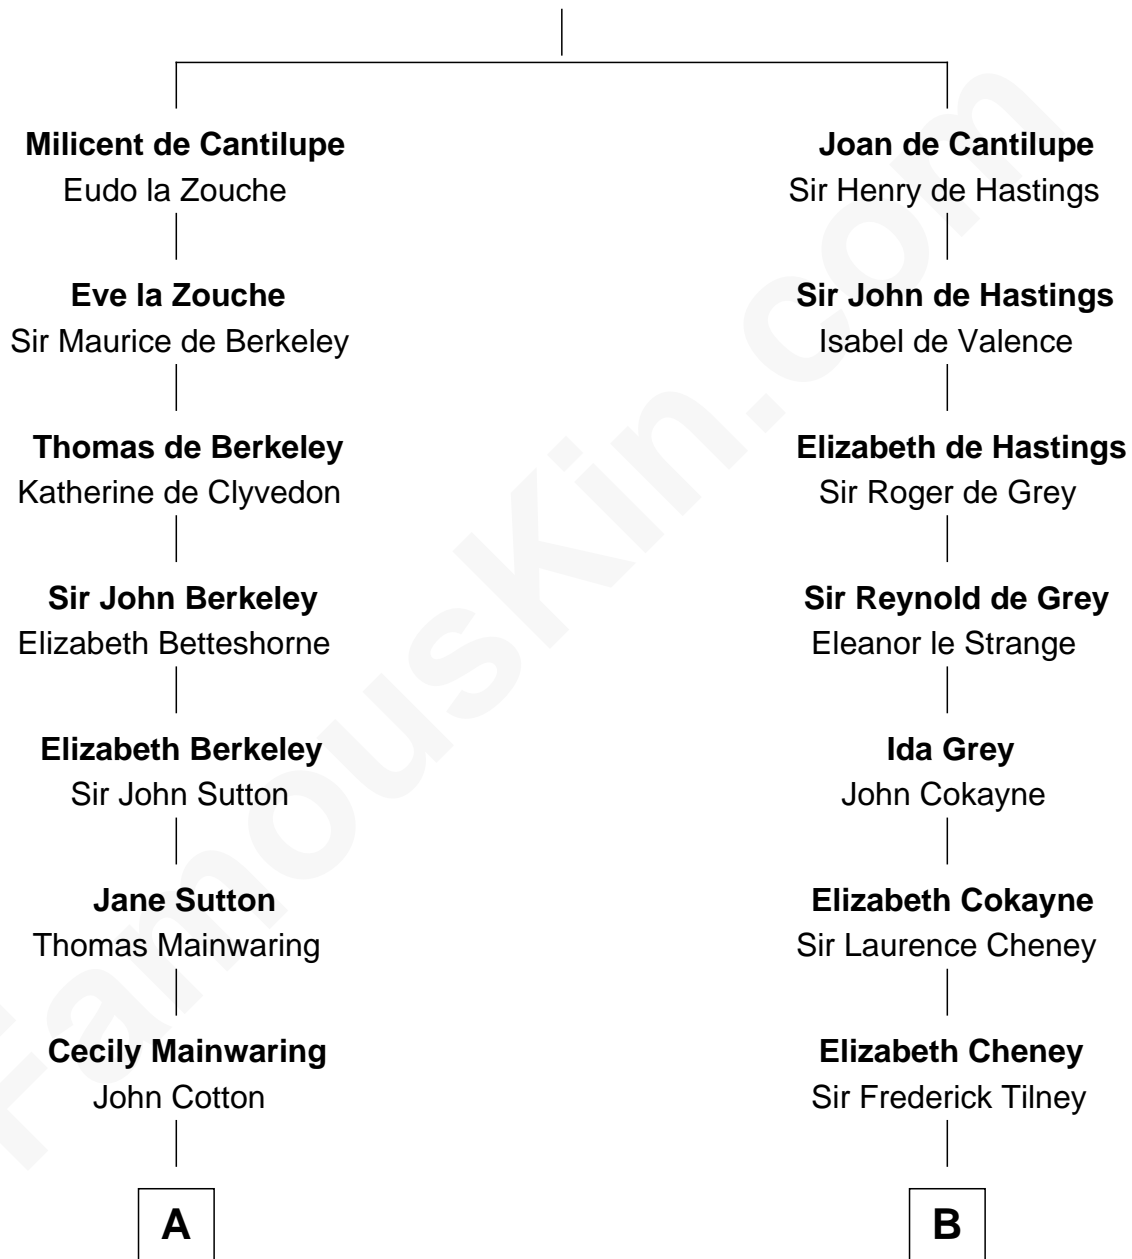 Milicent de Cantilupe
Eudo la Zouche
Eve la Zouche
Sir Maurice de Berkeley
Thomas de Berkeley
Katherine de Clyvedon
Sir John Berkeley
Elizabeth Betteshorne
Elizabeth Berkeley
Sir John Sutton
Jane Sutton
Thomas Mainwaring
Cecily Mainwaring
John Cotton
A
Joan de Cantilupe
Sir Henry de Hastings
Sir John de Hastings
Isabel de Valence
Elizabeth de Hastings
Sir Roger de Grey
Sir Reynold de Grey
Eleanor le Strange
Ida Grey
John Cokayne
Elizabeth Cokayne
Sir Laurence Cheney
Elizabeth Cheney
Sir Frederick Tilney
B
FamousKin.com